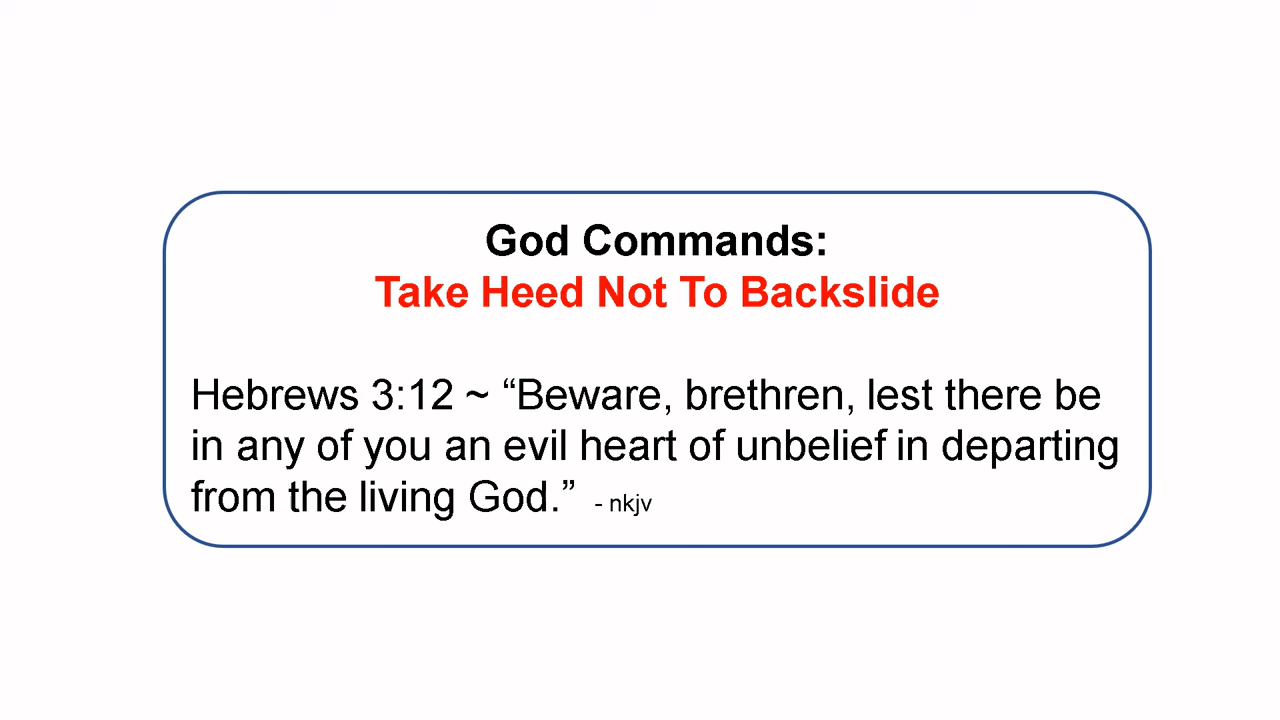 God Commands:
Take Heed Not To Backslide
Hebrews 3:12 ~ “Beware, brethren, lest there be
in any of you an evil heart of unbelief in departing
from the living God.” - nkjv